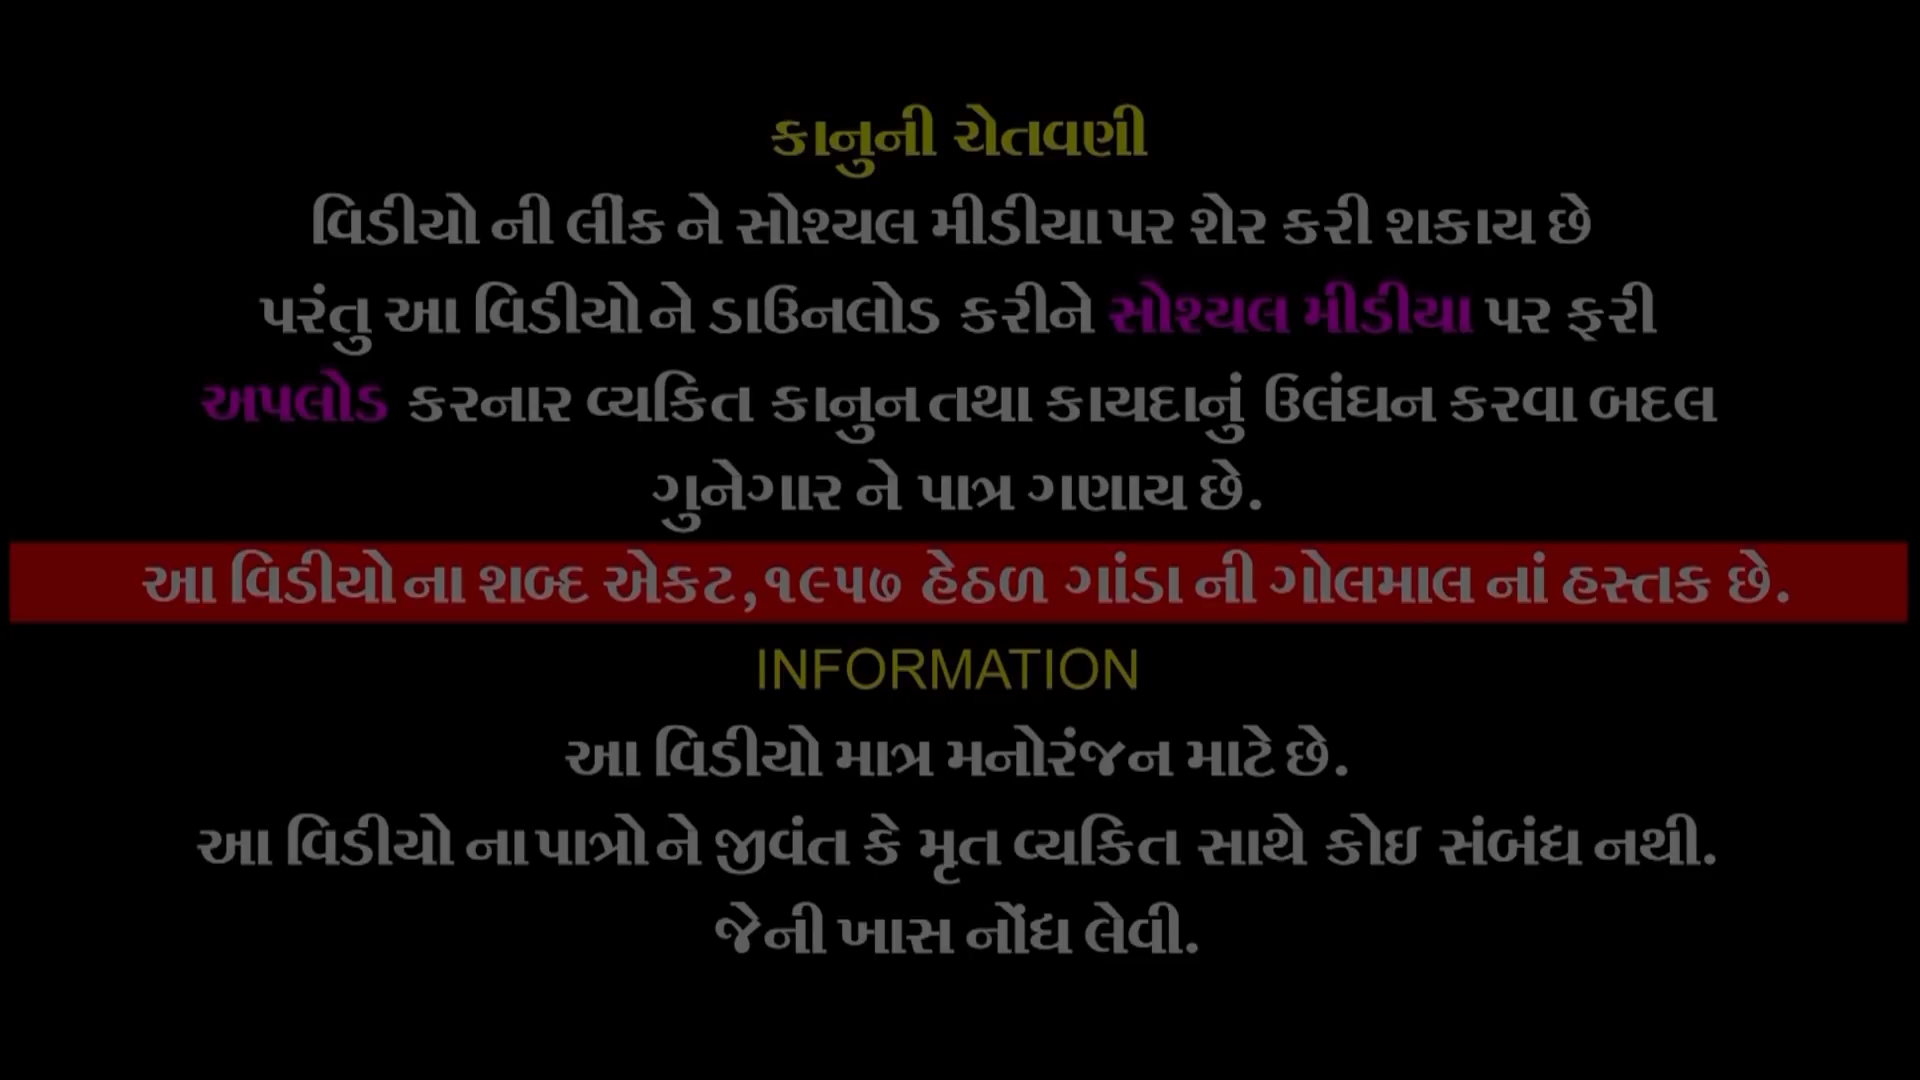 કાનુની ચેતવણી
વિડીયો ની લીંક ને સોશ્યલ મીડીયા પર શેર કરી શકાય છે
પરંતુ આ વિડીયો ને ડાઉનલોડ કરીને સોશ્યલ મીડીયા પર ફરી
અપલોડ કરનાર વ્યકિત કાનુન તથા કાયદાનું ઉલંઘન કરવા બદલ
ગુનેગાર ને પાત્ર ગણાય છે.
આ વિડીયો ના શબ્દ એકટ,૧૯૫૭ હેઠળ ગાંડા ની ગોલમાલ નાં હસ્તક છે.
INFORMATION
આ વિડીયો માત્ર મનોરંજન માટે છે.
આ વિડીયો ના પાત્રો ને જીવંત કે મૃત વ્યકિત સાથે કોઇ સંબંધ નથી.
જેની ખાસ નોંધ લેવી.